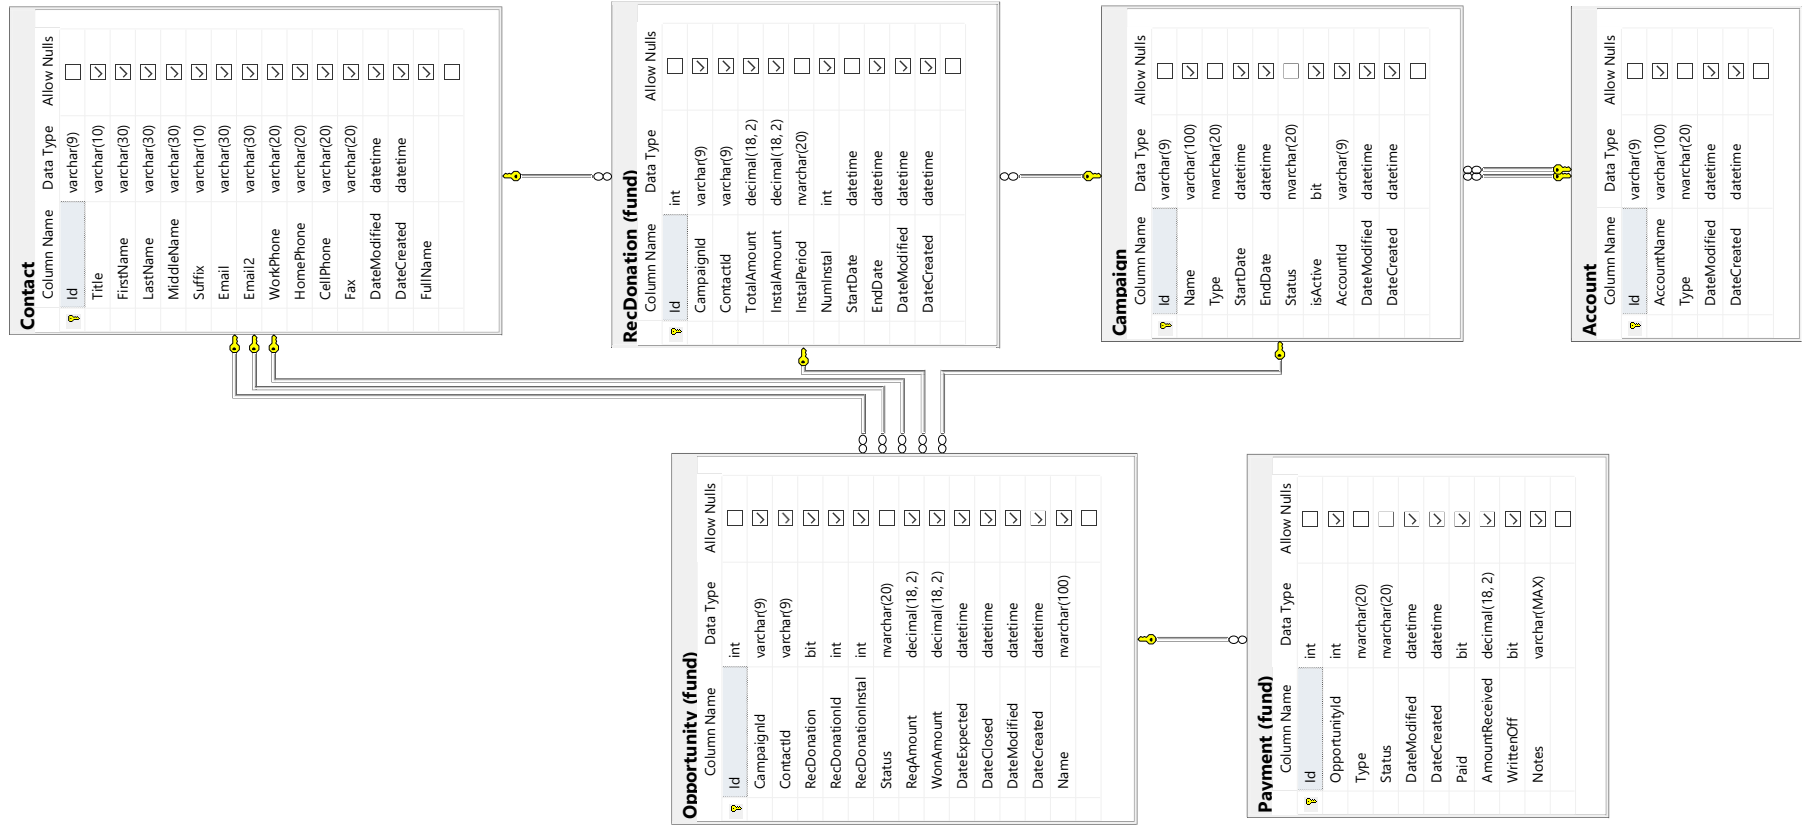 Contact
Column Name Data Type Allow Nulls
Id varchar(9)
Title varchar(10)
FirstName varchar(30)
LastName varchar(30)
MiddleName varchar(30)
Suffix varchar(10)
Email varchar(30)
Email2 varchar(30)
WorkPhone varchar(20)
HomePhone varchar(20)
CellPhone varchar(20)
Fax varchar(20)
DateModified datetime
DateCreated datetime
FullName
RecDonation (fund)
Column Name Data Type Allow Nulls
Id int
CampaignId varchar(9)
ContactId varchar(9)
TotalAmount decimal(18, 2)
InstalAmount decimal(18, 2)
InstalPeriod nvarchar(20)
NumInstal int
StartDate datetime
EndDate datetime
DateModified datetime
DateCreated datetime
Campaign
Column Name Data Type Allow Nulls
Id varchar(9)
Name nvarchar(100)
Type nvarchar(20)
StartDate datetime
EndDate datetime
Status nvarchar(20)
isActive bit
AccountId varchar(9)
DateModified datetime
DateCreated datetime
Account
Column Name Data Type Allow Nulls
Id varchar(9)
AccountName varchar(100)
Type nvarchar(20)
DateModified datetime
DateCreated datetime
Opportunity (fund)
Column Name Data Type Allow Nulls
Id int
CampaignId varchar(9)
ContactId varchar(9)
RecDonation bit
RecDonationId int
RecDonationInstal int
Status nvarchar(20)
ReqAmount decimal(18, 2)
WonAmount decimal(18, 2)
DateExpected datetime
DateClosed datetime
DateModified datetime
DateCreated datetime
Name nvarchar(100)
Payment (fund)
Column Name Data Type Allow Nulls
Id int
OpportunityId int
Type nvarchar(20)
Status nvarchar(20)
DateModified datetime
DateCreated datetime
Paid bit
AmountReceived decimal(18, 2)
WrittenOff bit
Notes varchar(MAX)